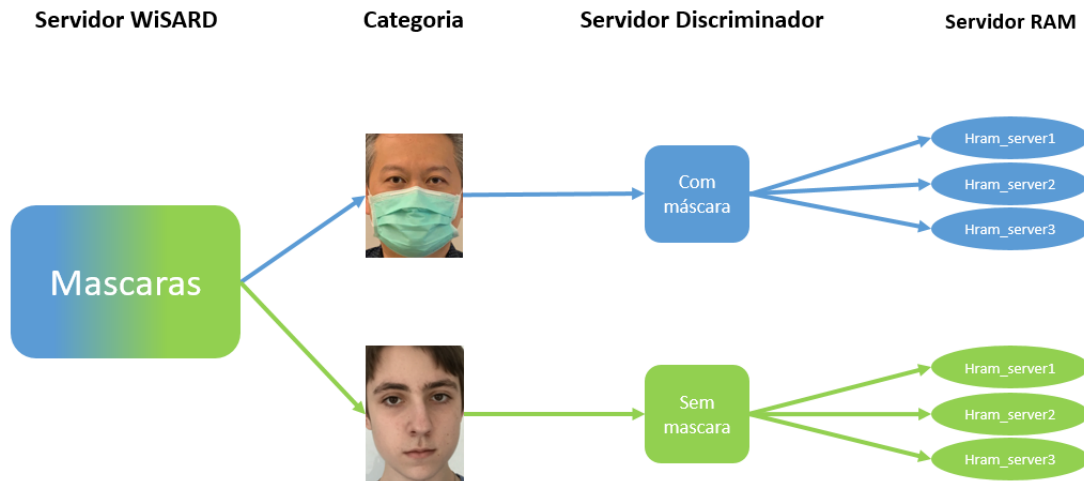 Servidor WiSARD
Categoria
Servidor Discriminador
Servidor RAM
Mascaras
Com
máscara
Hram_server1
Hram_server2
Hram_server3
Sem
mascara
Hram_server1
Hram_server2
Hram_server3